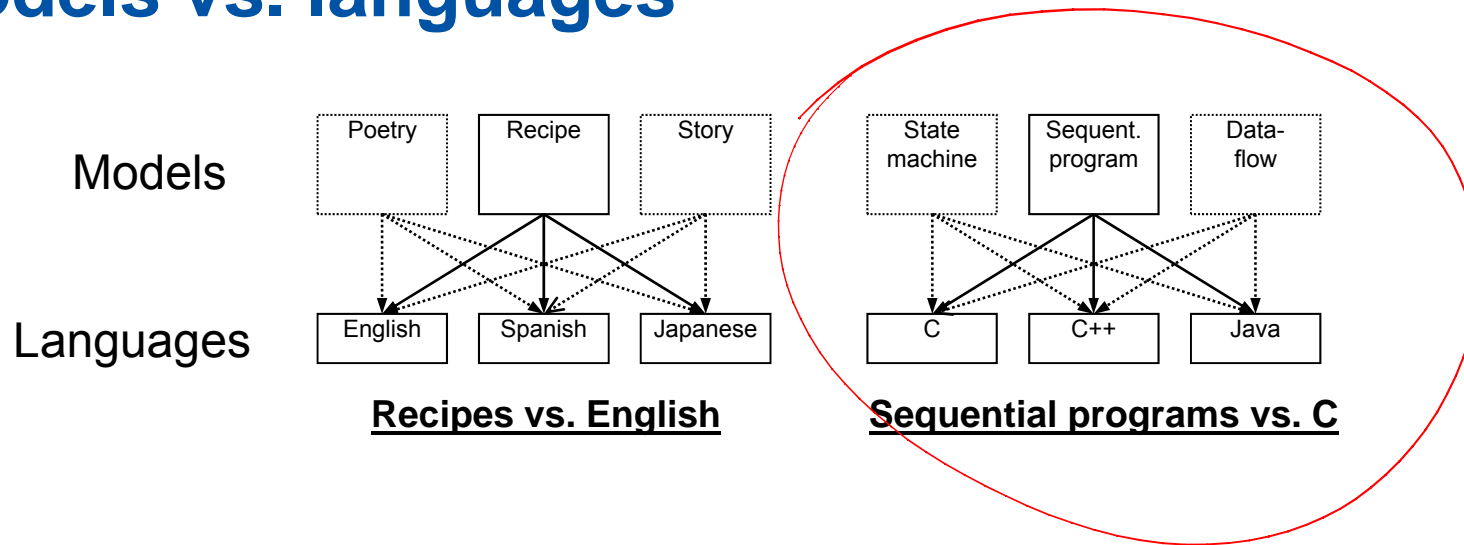 Models vs. languages
Poetry
Recipe
Story
Models
English
Spanish
Japanese
Languages
Recipes vs. English
State
machine
Sequent.
program
Data-
flow
C
C++
Java
Sequential programs vs. C